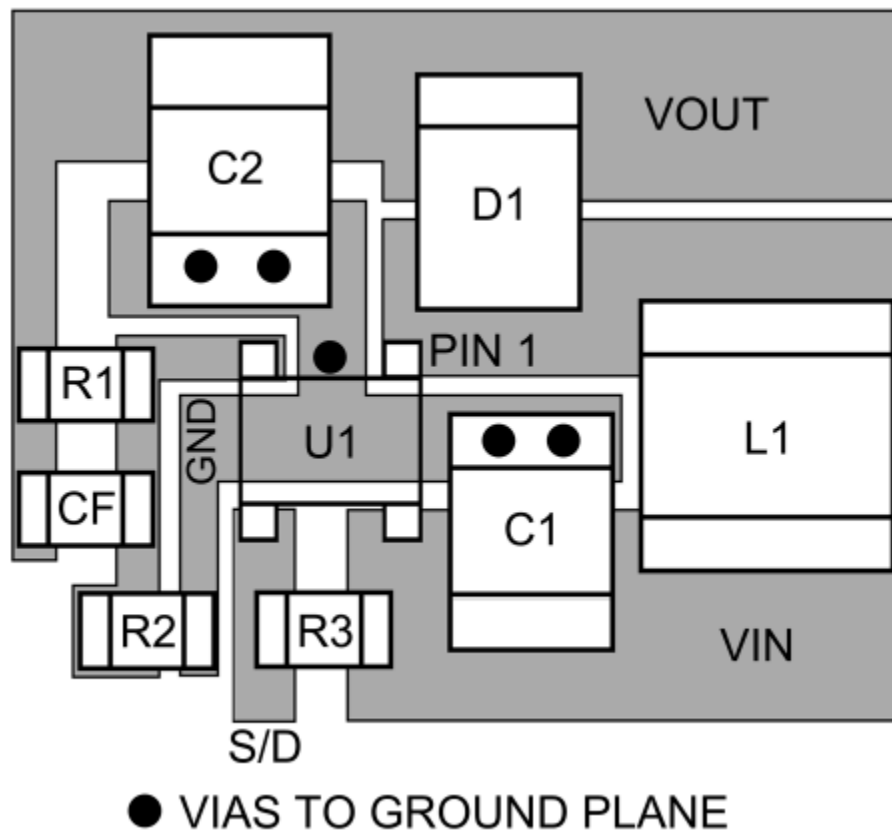 VOUT
C2
D1
PIN 1
R1
GND
U1
L1
CF
C1
R2
R3
VIN
S/D
VIAS TO GROUND PLANE